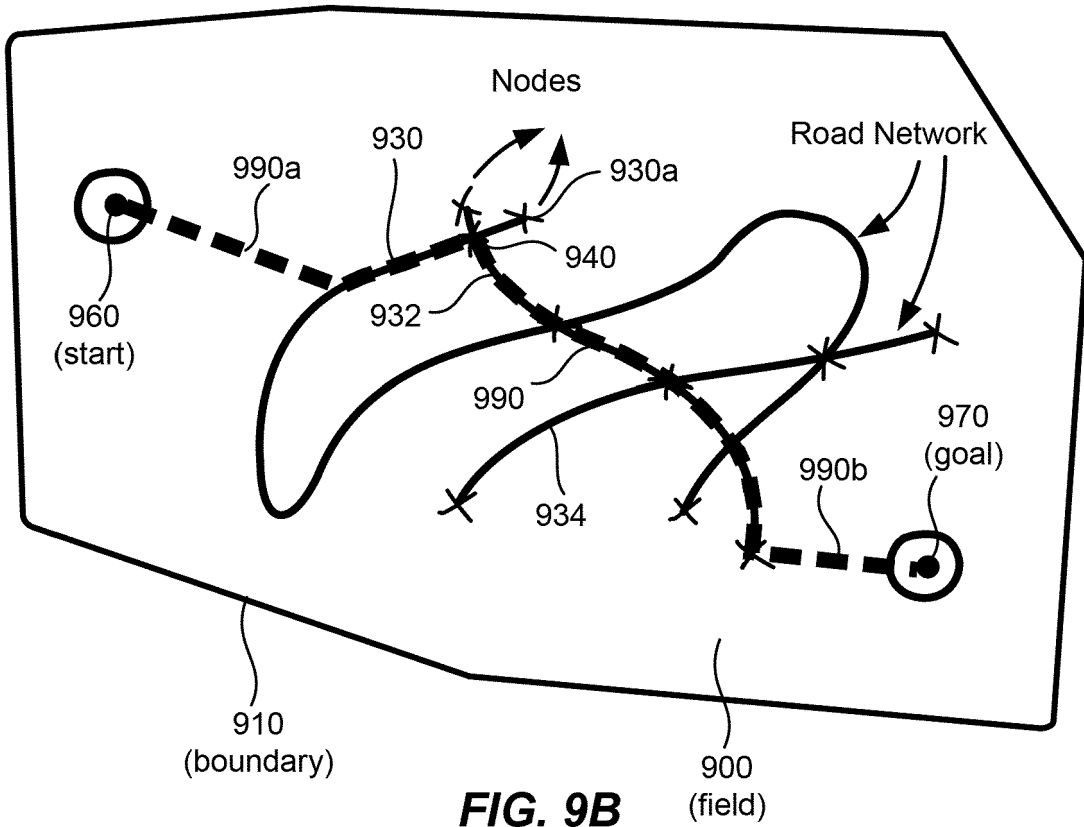 Nodes
930
Road Network
990a
930a
940
960
(start)
932
990
970
(goal)
990b
934
910
(boundary)
900
(field)
FIG. 9B